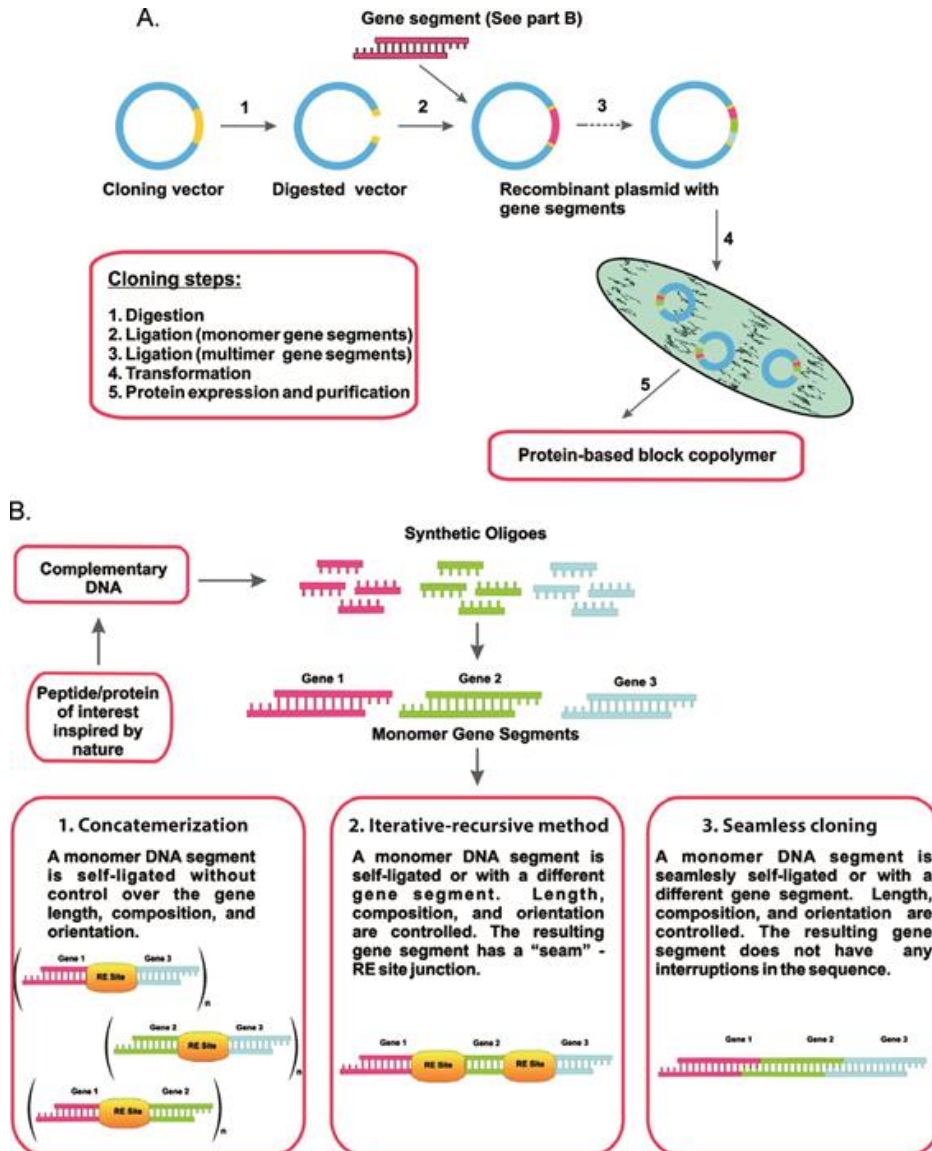 A.
Gene segment (See part B)
1
2
3
Cloning vector
Digested vector
Recombinant plasmid with
gene segments
4
Cloning steps:
1. Digestion
2. Ligation (monomer gene segments)
3. Ligation (multimer gene segments)
4. Transformation
5. Protein expression and purification
5
Protein-based block copolymer
B.
Synthetic Oligoes
Complementary
DNA
Peptide/protein
of interest
inspired by
nature
Gene 1
Gene 2
Gene 3
Monomer Gene Segments
1. Concatemerization
A monomer DNA segment
is self-ligated without
control over the gene
length, composition, and
orientation.
Gene 1
Gene 3
RE Site
n
Gene 2
Gene 3
RE Site
n
Gene 1
Gene 2
RE Site
n
2. Iterative-recursive method
A monomer DNA segment is
self-ligated or with a different
gene segment. Length,
composition, and orientation
are controlled. The resulting
gene segment has a “seam” -
RE site junction.
Gene 1
Gene 2
Gene 3
RE Site
RE Site
3. Seamless cloning
A monomer DNA segment is
seamlesly self-ligated or with a
different gene segment. Length,
composition, and orientation are
controlled. The resulting gene
segment does not have any
interruptions in the sequence.
Gene 1
Gene 2
Gene 3